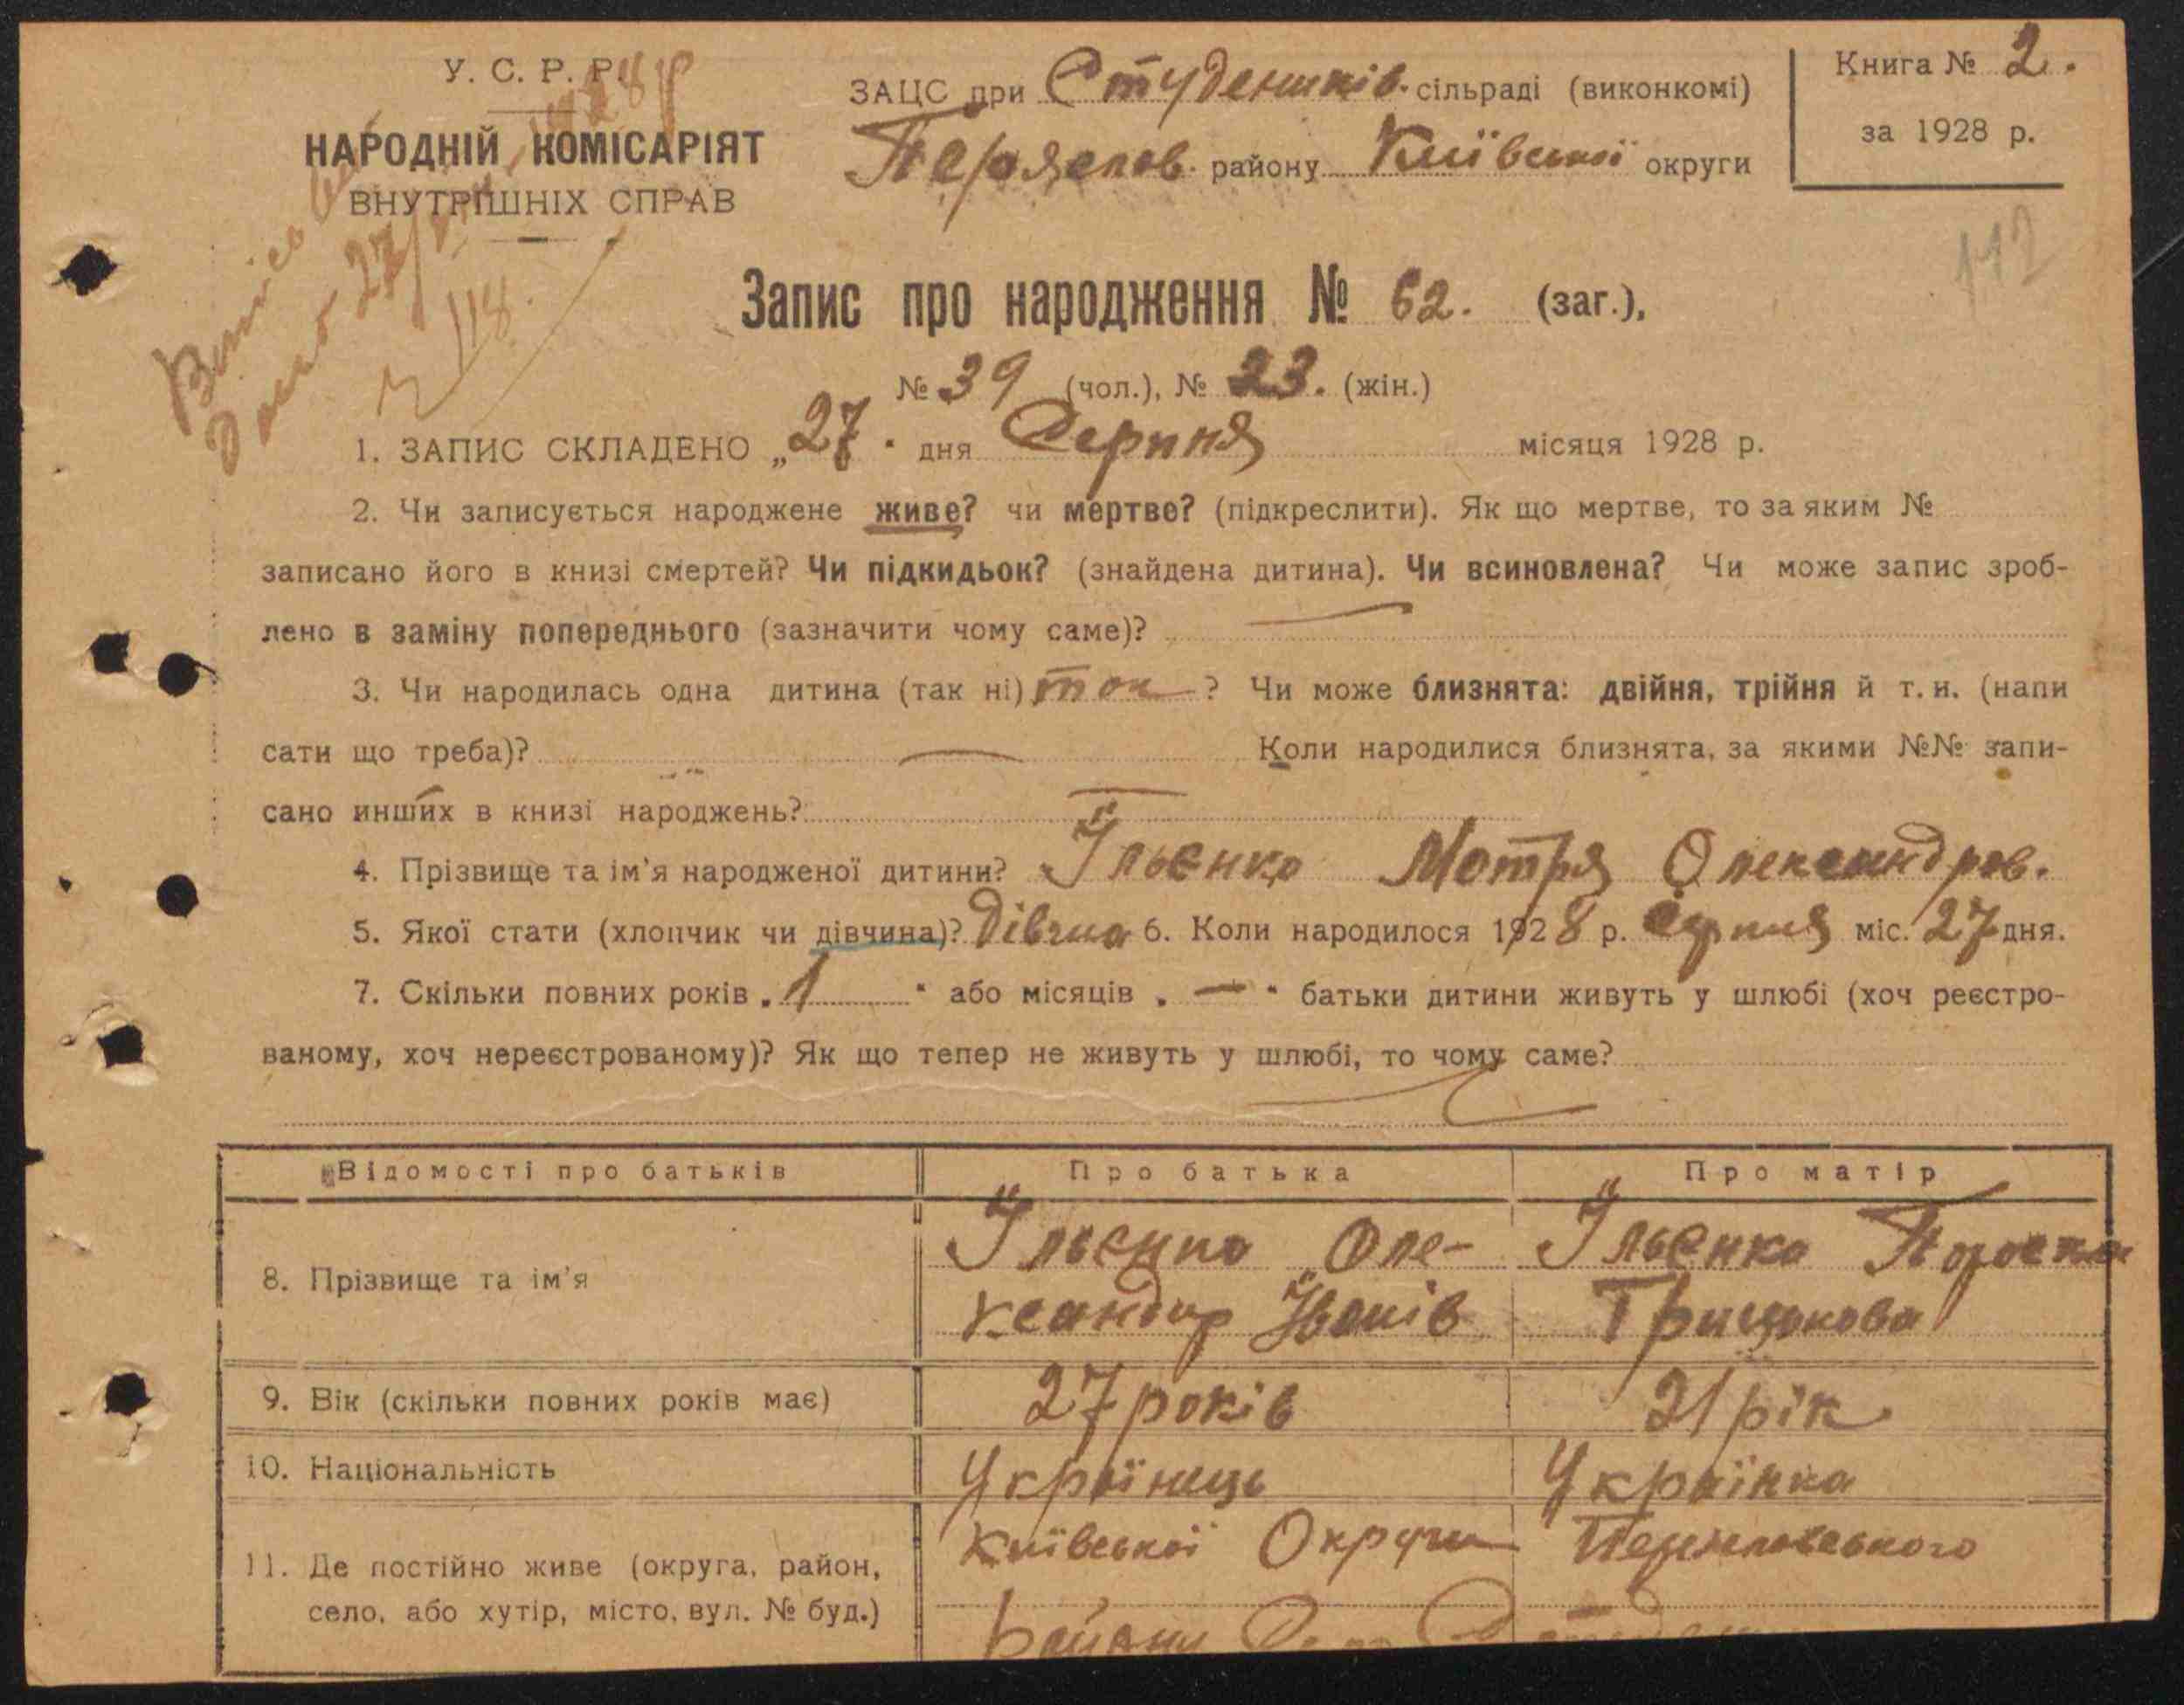 У. С. Р. Р.
НАРОДНІЙ КОМІСАРІЯТ
ВНУТРІШНІХ СПРАВ
ЗАЦС при Студеників. сільраді (виконкомі)
Переяслов. району Київської округи
Книга № 2.
за 1928 р.
112
Запис про народження № 62. (заг.),
№ 39 (чол.), № 23. (жін.)
1. ЗАПИС СКЛАДЕНО „27" дня Серпня місяця 1928 р.
2. Чи записується народжене живе? чи мертве? (підкреслити). Як що мертве, то за яким №
записано його в книзі смертей? Чи підкидьок? (знайдена дитина). Чи всиновлена? Чи може запис зроб-
лено в заміну попереднього (зазначити чому саме)? —
3. Чи народилась одна дитина (так ні) так ? Чи може близнята: двійня, трійня й т. и. (напи
сати що треба)? — Коли народилися близнята, за якими №№ запи-
сано инших в книзі народжень? —
4. Прізвище та ім'я народженої дитини? Ільєнко Мотря Олександров.
5. Якої стати (хлопчик чи дівчина)? Дівчина 6. Коли народилося 1928 р. Серпня міс. 27 дня.
7. Скільки повних років „1" або місяців „—" батьки дитини живуть у шлюбі (хоч реєстро-
ваному, хоч нереєстрованому)? Як що тепер не живуть у шлюбі, то чому саме?
Відомості про батьків Про батька Про матір
8. Прізвище та ім'я
Ільєнко Оле-
ксандир Іванів
Ільєнко Пороска
9. Вік (скільки повних років має) 27 років 21 рік
10. Національність Українець Українка
11. Де постійно живе (округа, район,
село, або хутір, місто, вул. № буд.)
Київської Округи Переяславського